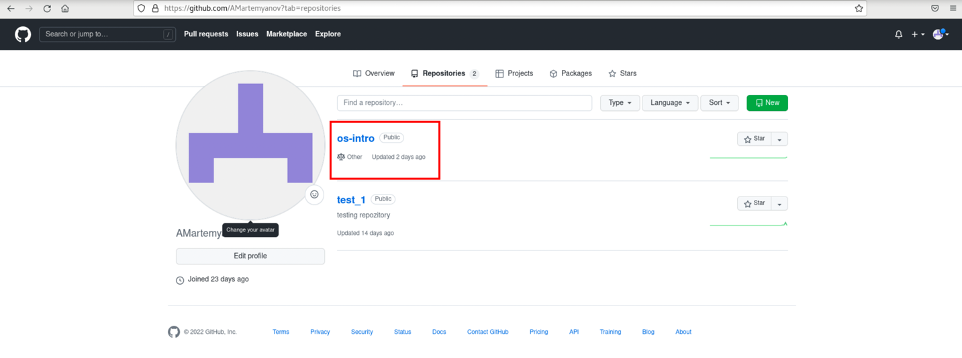 https://github.com/AMartemyanov?tab=repositories
Search or jump to… / Pull requests Issues Marketplace Explore
Overview Repositories 2 Projects Packages Stars
Find a repository… Type Language Sort New
os-intro Public Star
Other Updated 2 days ago
test_1 Public Star
testing repozitory
Updated 14 days ago
Change your avatar
AMartemy
Edit profile
Joined 23 days ago
© 2022 GitHub, Inc. Terms Privacy Security Status Docs Contact GitHub Pricing API Training Blog About